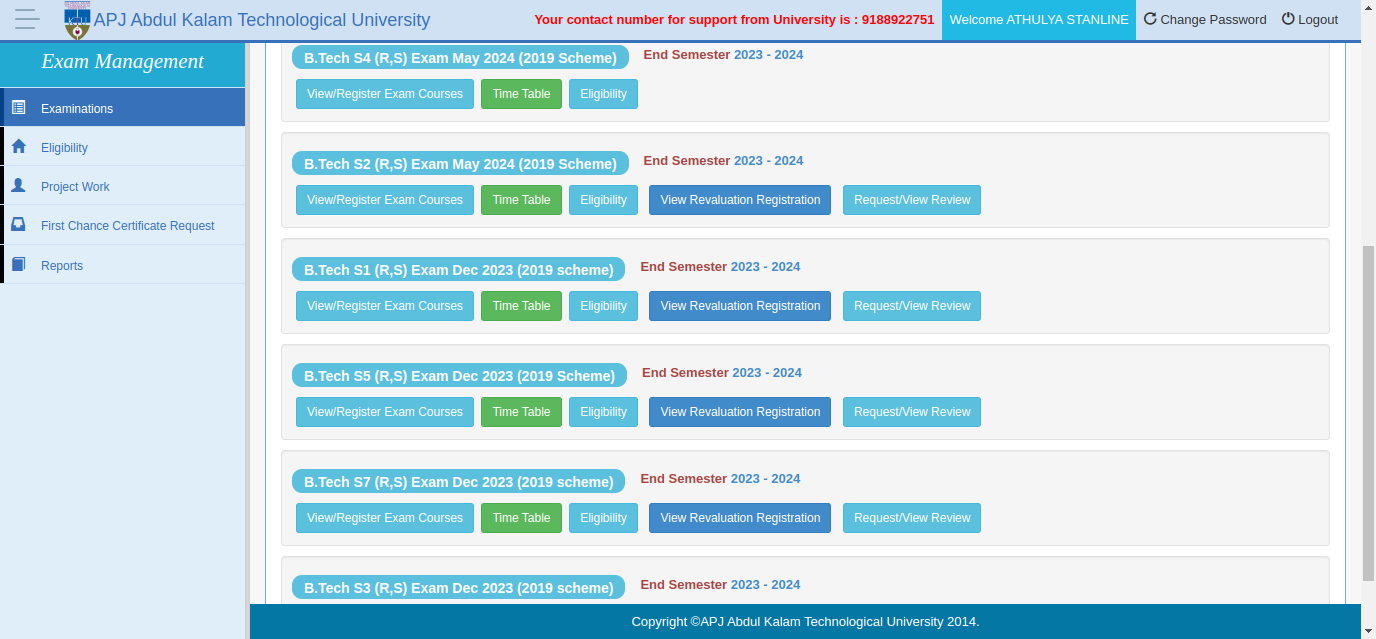 APJ Abdul Kalam Technological University
Your contact number for support from University is : 9188922751
Welcome ATHULYA STANLINE
Change Password
Logout
Exam Management
Examinations
Eligibility
Project Work
First Chance Certificate Request
Reports
B.Tech S4 (R,S) Exam May 2024 (2019 Scheme) End Semester 2023 - 2024
View/Register Exam Courses Time Table Eligibility
B.Tech S2 (R,S) Exam May 2024 (2019 Scheme) End Semester 2023 - 2024
View/Register Exam Courses Time Table Eligibility View Revaluation Registration Request/View Review
B.Tech S1 (R,S) Exam Dec 2023 (2019 scheme) End Semester 2023 - 2024
View/Register Exam Courses Time Table Eligibility View Revaluation Registration Request/View Review
B.Tech S5 (R,S) Exam Dec 2023 (2019 Scheme) End Semester 2023 - 2024
View/Register Exam Courses Time Table Eligibility View Revaluation Registration Request/View Review
B.Tech S7 (R,S) Exam Dec 2023 (2019 scheme) End Semester 2023 - 2024
View/Register Exam Courses Time Table Eligibility View Revaluation Registration Request/View Review
B.Tech S3 (R,S) Exam Dec 2023 (2019 scheme) End Semester 2023 - 2024
Copyright ©APJ Abdul Kalam Technological University 2014.